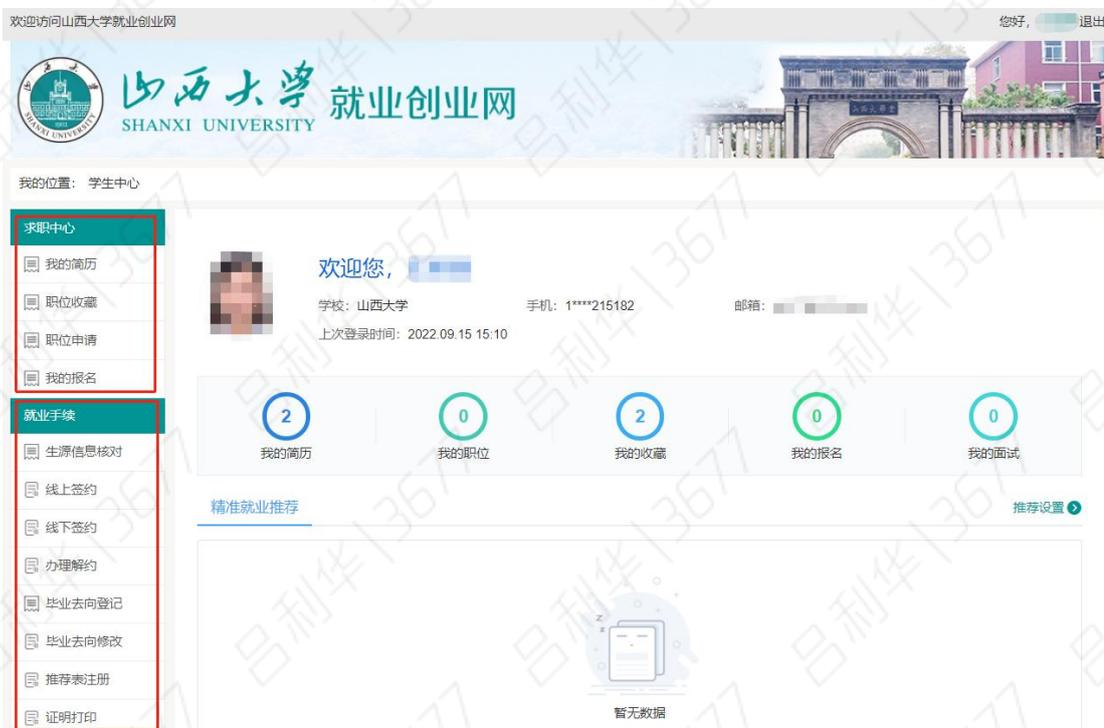 欢迎访问山西大学就业创业网
您好， 退出
山西大学 就业创业网
SHANXI UNIVERSITY
我的位置： 学生中心
求职中心
我的简历
职位收藏
职位申请
我的报名
就业手续
生源信息核对
线上签约
线下签约
办理解约
毕业去向登记
毕业去向修改
推荐表注册
证明打印
欢迎您，
学校：山西大学 手机：1****215182 邮箱：
上次登录时间：2022.09.15 15:10
2 0 2 0 0
我的简历 我的职位 我的收藏 我的报名 我的面试
精准就业推荐 推荐设置
暂无数据
吕利华|3677